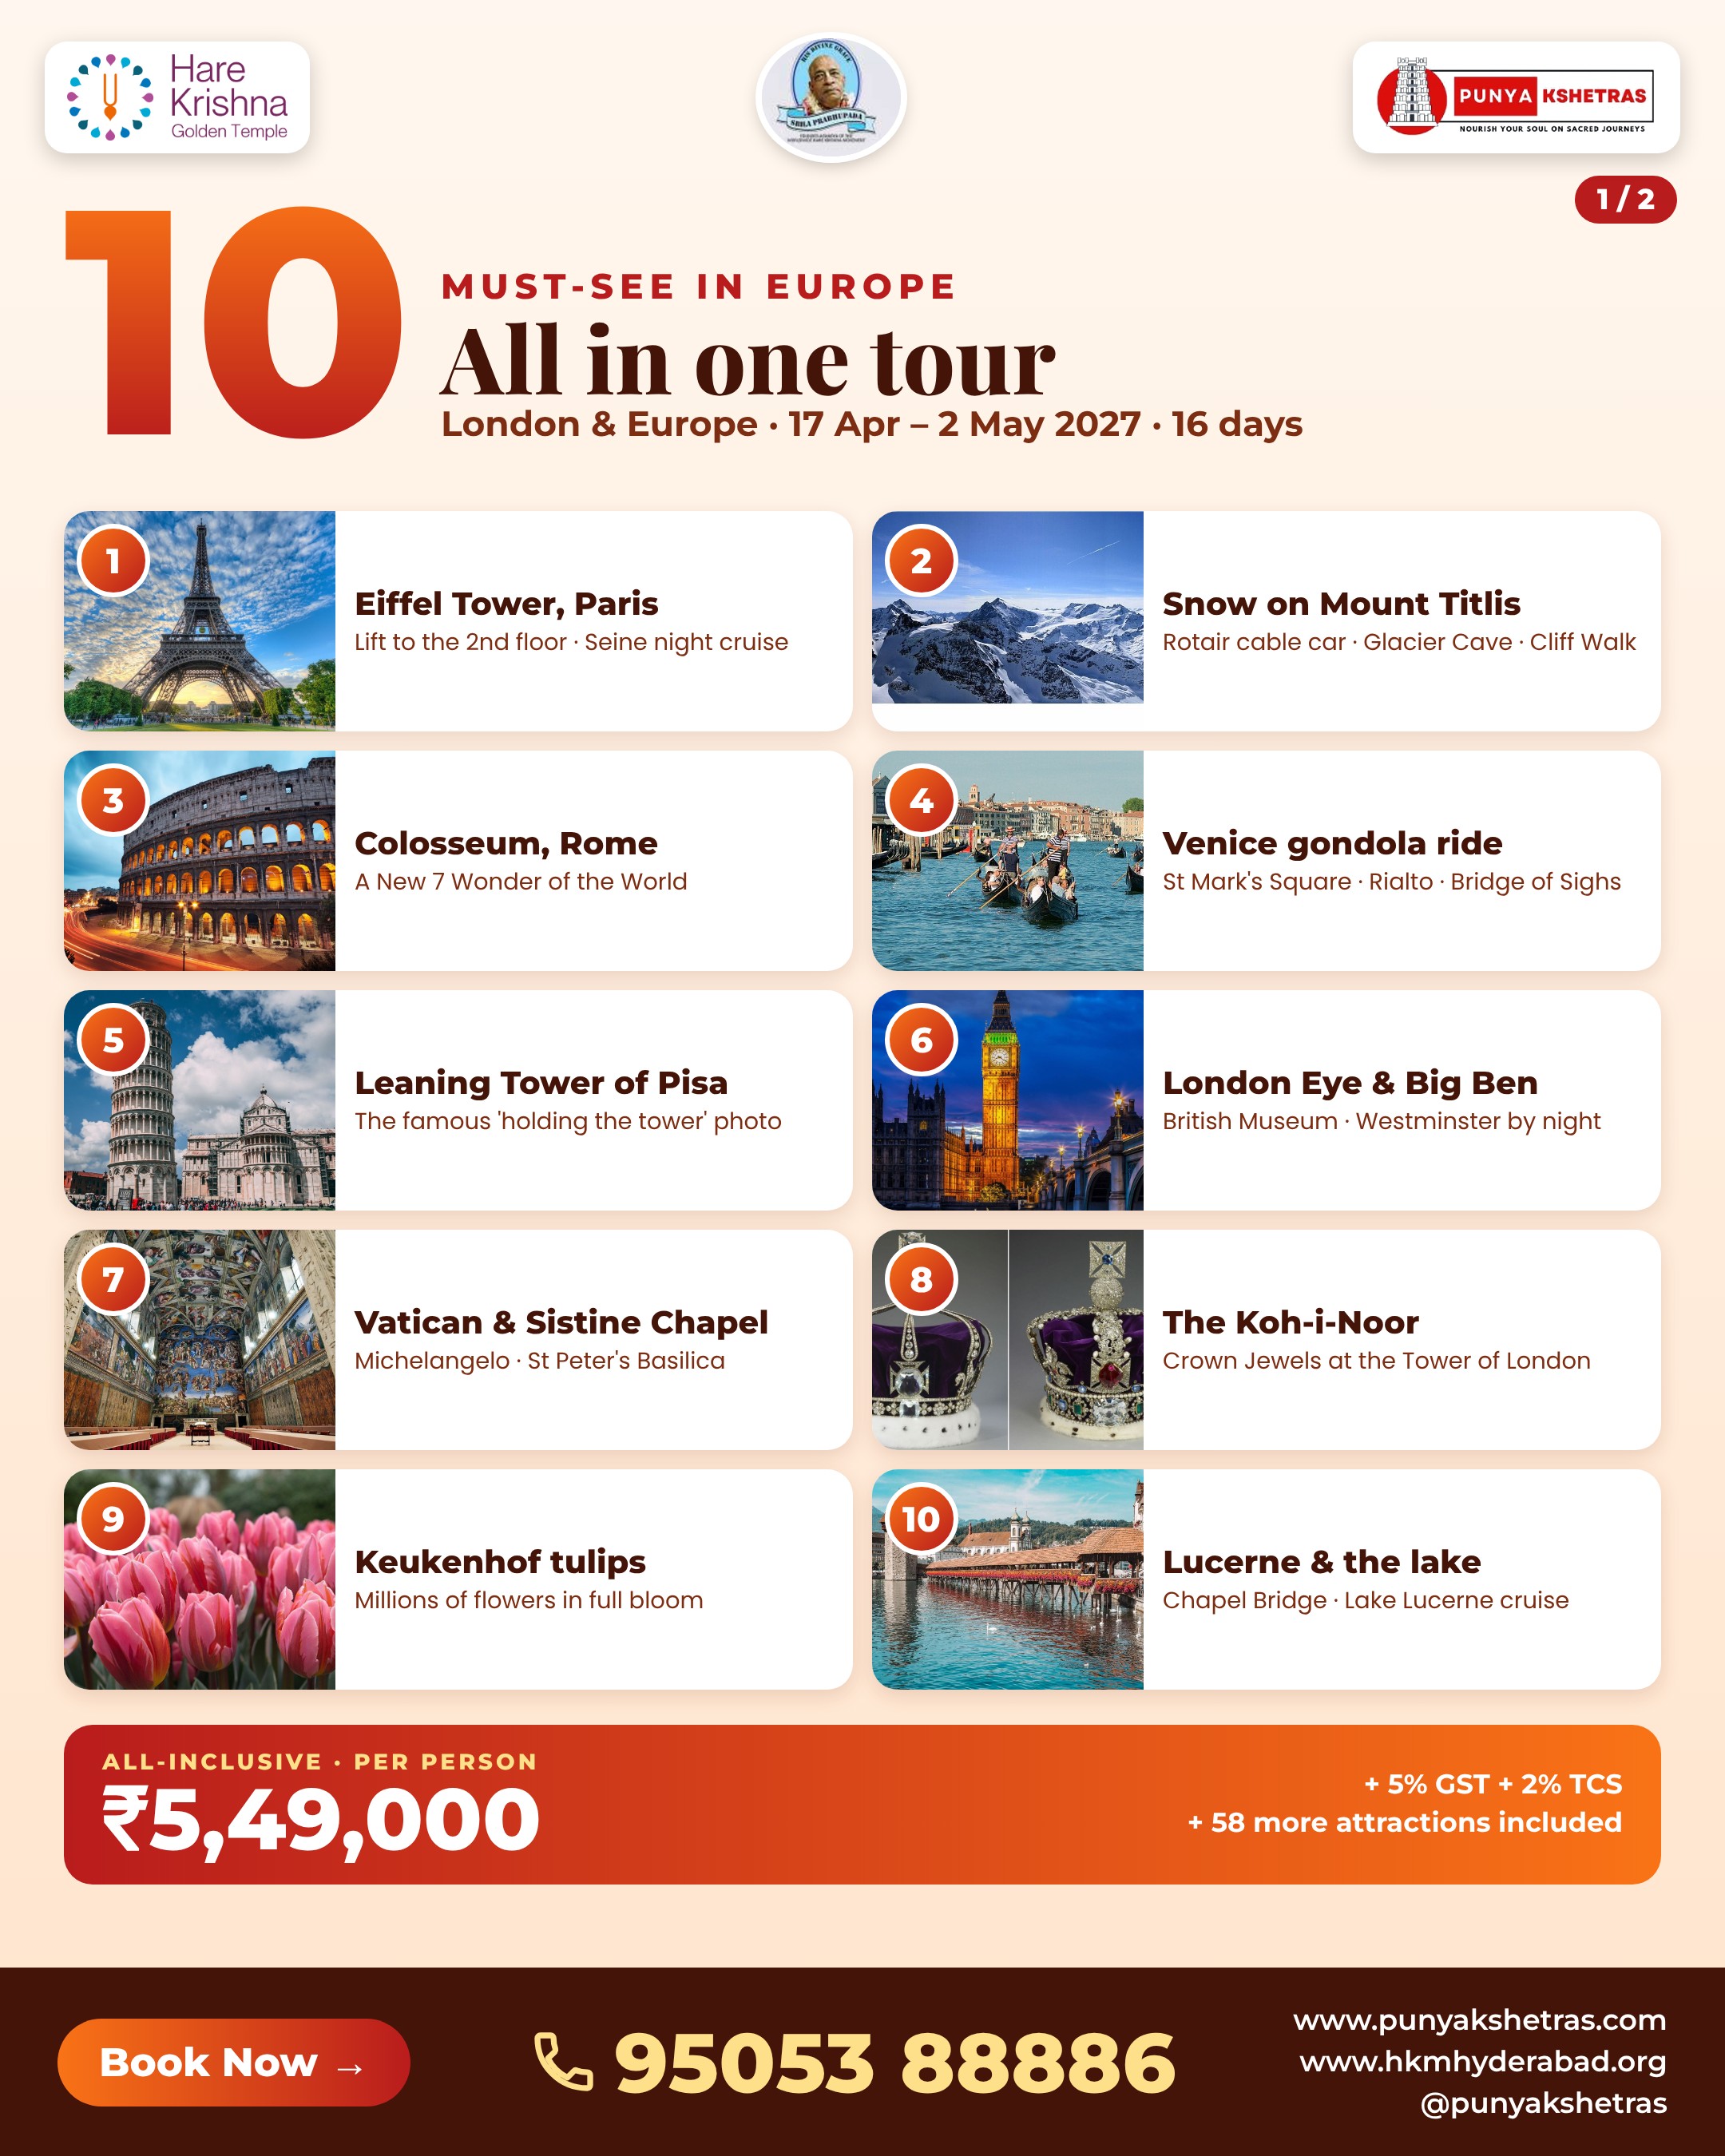 Hare
Krishna
Golden Temple
HIS DIVINE GRACE
SRILA PRABHUPADA
PUNYA KSHETRAS
NOURISH YOUR SOUL ON SACRED JOURNEYS
1 / 2
10
MUST-SEE IN EUROPE
All in one tour
London & Europe · 17 Apr – 2 May 2027 · 16 days
1
Eiffel Tower, Paris
Lift to the 2nd floor · Seine night cruise
2
Snow on Mount Titlis
Rotair cable car · Glacier Cave · Cliff Walk
3
Colosseum, Rome
A New 7 Wonder of the World
4
Venice gondola ride
St Mark's Square · Rialto · Bridge of Sighs
5
Leaning Tower of Pisa
The famous 'holding the tower' photo
6
London Eye & Big Ben
British Museum · Westminster by night
7
Vatican & Sistine Chapel
Michelangelo · St Peter's Basilica
8
The Koh-i-Noor
Crown Jewels at the Tower of London
9
Keukenhof tulips
Millions of flowers in full bloom
10
Lucerne & the lake
Chapel Bridge · Lake Lucerne cruise
ALL-INCLUSIVE · PER PERSON
₹5,49,000
+ 5% GST + 2% TCS
+ 58 more attractions included
Book Now →
95053 88886
www.punyakshetras.com
www.hkmhyderabad.org
@punyakshetras